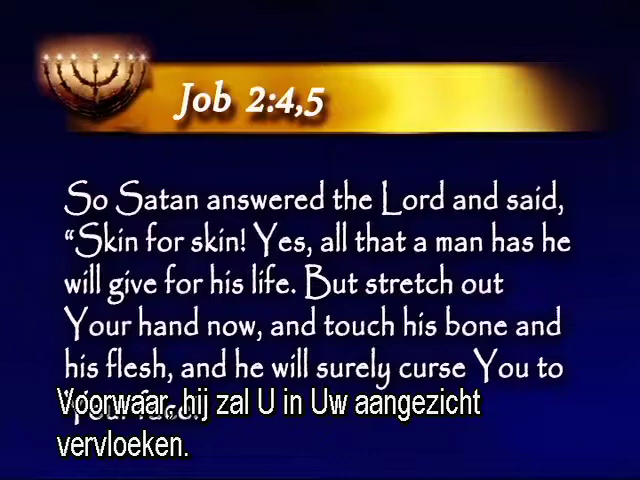 Job 2:4,5
So Satan answered the Lord and said,
“Skin for skin! Yes, all that a man has he
will give for his life. But stretch out
Your hand now, and touch his bone and
his flesh, and he will surely curse You to
Voorwaar, hij zal U in Uw aangezicht
vervloeken.